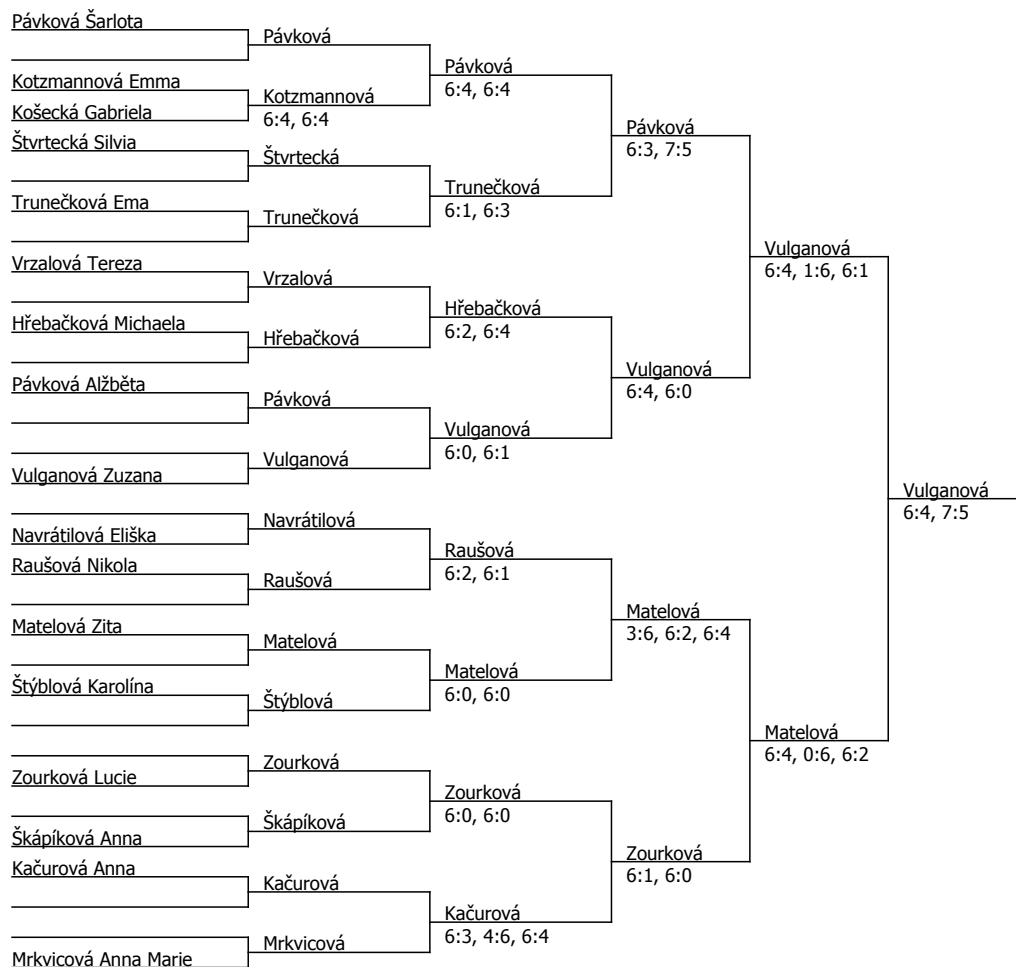 Pávková Šarlota
Kotzmannová Emma
Košecká Gabriela
Štvrtecká Silvia
Trunečková Ema
Vrzalová Tereza
Hřebačková Michaela
Pávková Alžběta
Vulganová Zuzana
Navrátilová Eliška
Raušová Nikola
Matelová Zita
Štýblová Karolína
Zourková Lucie
Škápíková Anna
Kačurová Anna
Mrkvicová Anna Marie
Pávková
Kotzmannová
6:4, 6:4
Štvrtecká
Trunečková
Vrzalová
Hřebačková
Pávková
Vulganová
Navrátilová
Raušová
Matelová
Štýblová
Zourková
Škápíková
Kačurová
Mrkvicová
Pávková
6:4, 6:4
Trunečková
6:1, 6:3
Hřebačková
6:2, 6:4
Vulganová
6:0, 6:1
Raušová
6:2, 6:1
Matelová
6:0, 6:0
Zourková
6:0, 6:0
Kačurová
6:3, 4:6, 6:4
Pávková
6:3, 7:5
Vulganová
6:4, 6:0
Matelová
3:6, 6:2, 6:4
Zourková
6:1, 6:0
Vulganová
6:4, 1:6, 6:1
Matelová
6:4, 0:6, 6:2
Vulganová
6:4, 7:5